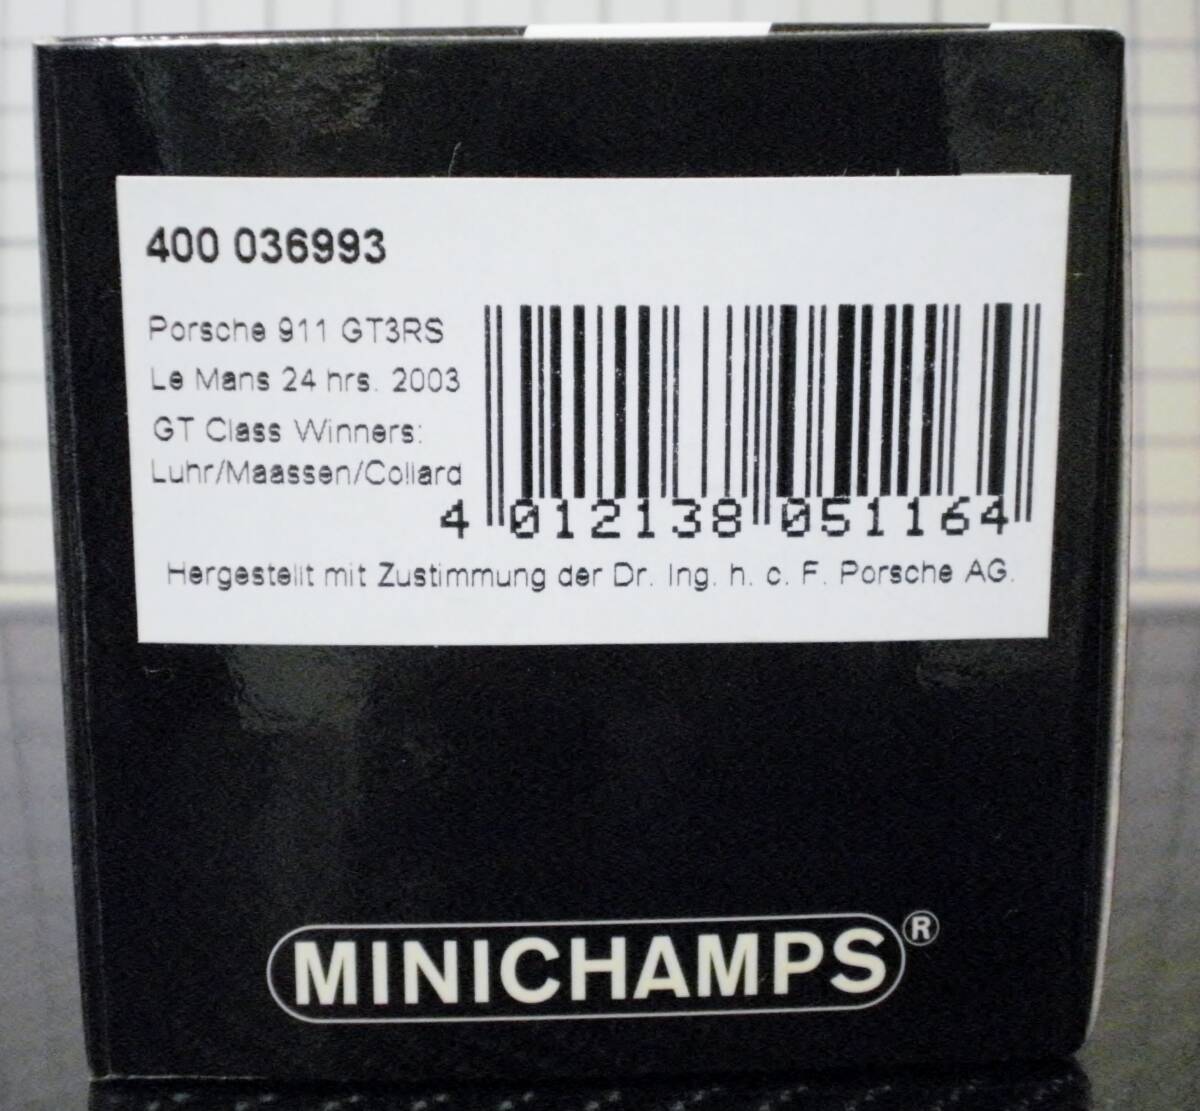 400 036993
Porsche 911 GT3RS
Le Mans 24 hrs. 2003
GT Class Winners:
Luhr/Maassen/Collard
4 012138 051164
Hergestellt mit Zustimmung der Dr. Ing. h. c. F. Porsche AG.
MINICHAMPS®